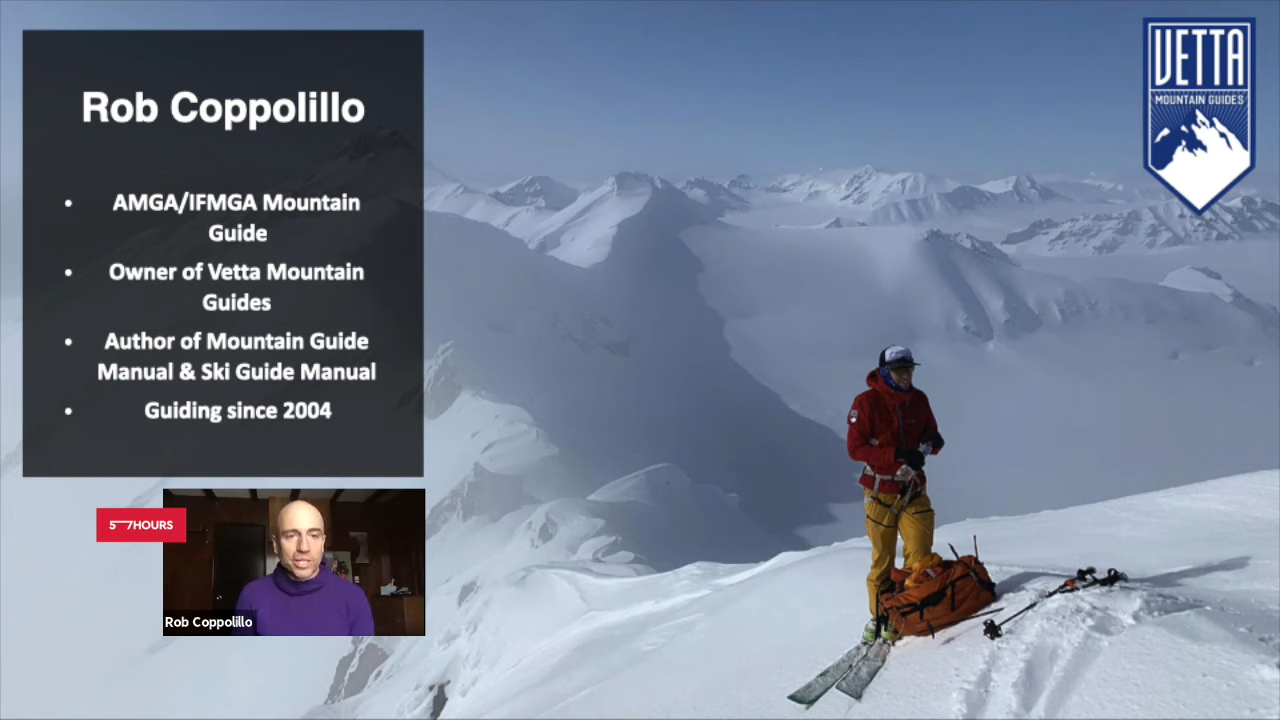 Rob Coppolillo
• AMGA/IFMGA Mountain
Guide
• Owner of Vetta Mountain
Guides
• Author of Mountain Guide
Manual & Ski Guide Manual
• Guiding since 2004
VETTA
MOUNTAIN GUIDES
57HOURS
Rob Coppolillo